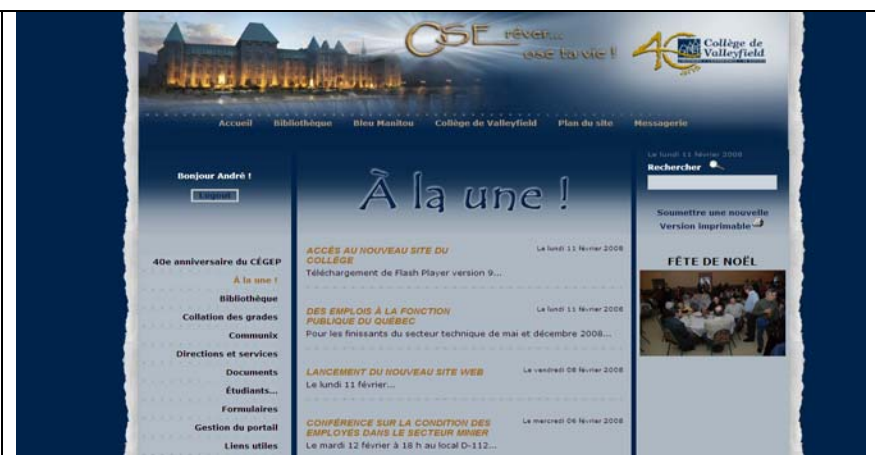 OSE rêver...
ose ta vie !
40 ans
Collège de
Valleyfield
Accueil Bibliothèque Bleu Manitou Collège de Valleyfield Plan du site Messagerie
Bonjour André !
Logout
40e anniversaire du CÉGEP
À la une !
Bibliothèque
Collation des grades
Communix
Directions et services
Documents
Étudiants...
Formulaires
Gestion du portail
Liens utiles
À la une !
ACCÈS AU NOUVEAU SITE DU
COLLÈGE
Le lundi 11 février 2008
Téléchargement de Flash Player version 9...
DES EMPLOIS À LA FONCTION
PUBLIQUE DU QUÉBEC
Le lundi 11 février 2008
Pour les finissants du secteur technique de mai et décembre 2008...
LANCEMENT DU NOUVEAU SITE WEB
Le vendredi 08 février 2008
Le lundi 11 février...
CONFÉRENCE SUR LA CONDITION DES
EMPLOYÉS DANS LE SECTEUR MINIER
Le mercredi 06 février 2008
Le mardi 12 février à 18 h au local D-112...
Le lundi 11 février 2008
Rechercher
Soumettre une nouvelle
Version imprimable
FÊTE DE NOËL